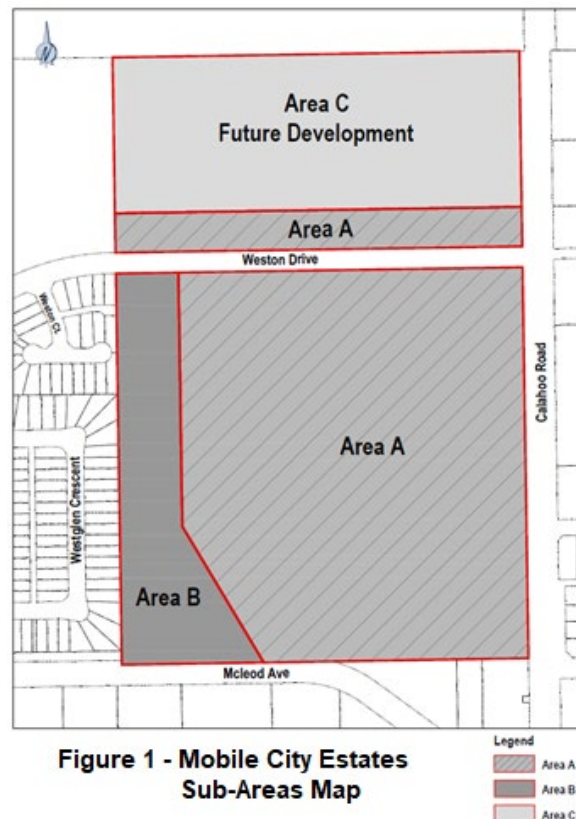 N
Area C
Future Development
Area A
Weston Drive
Weston Ct.
Calahoo Road
Area A
Westglen Crescent
Area B
Mcleod Ave
Figure 1 - Mobile City Estates
Sub-Areas Map
Legend
Area A
Area B
Area C